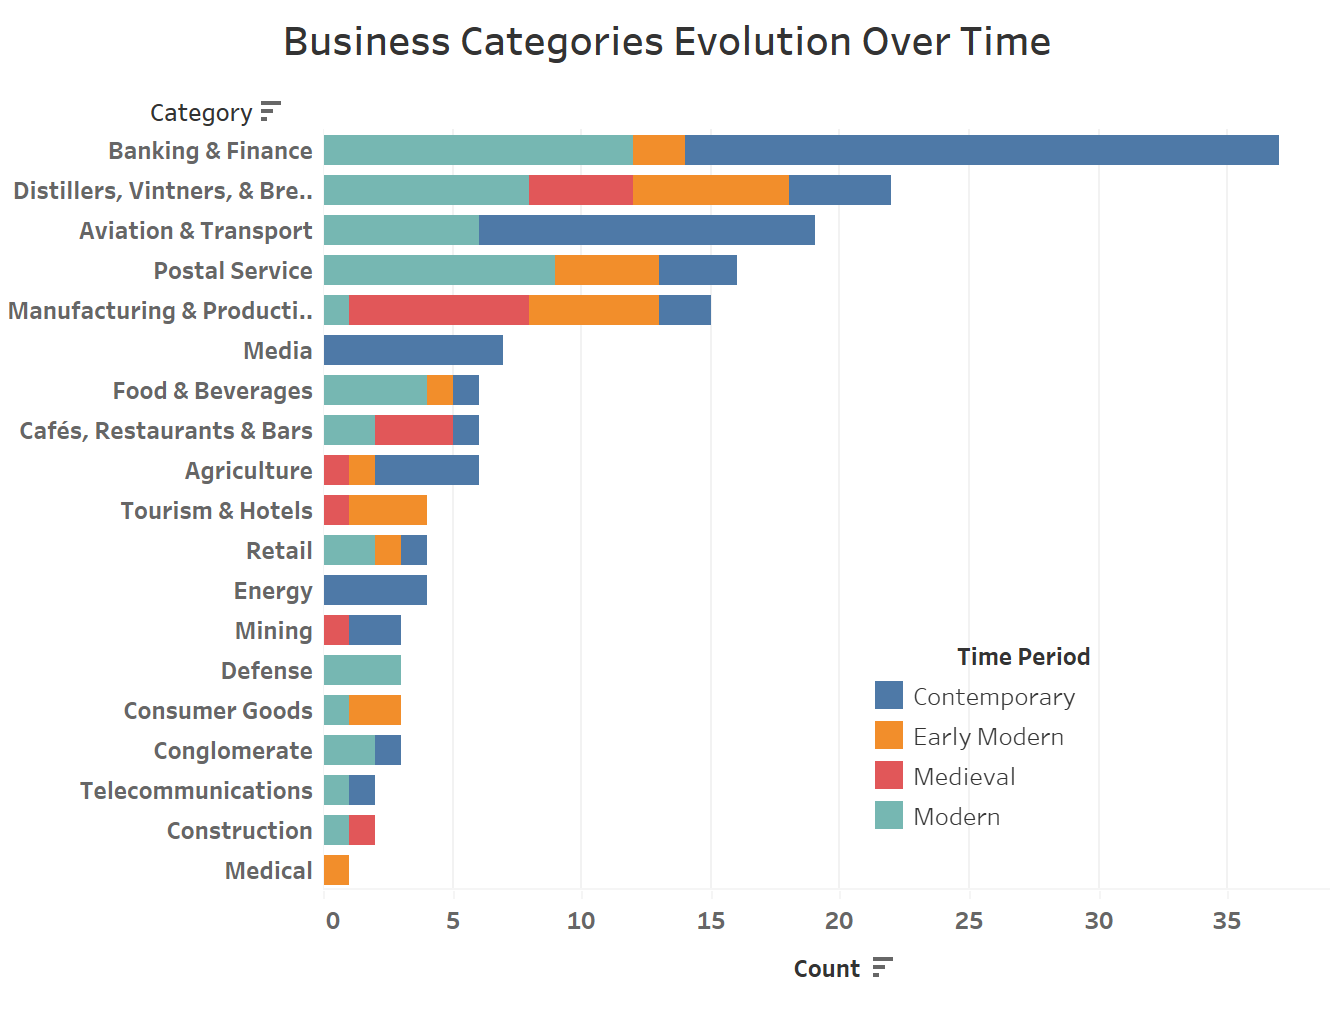 Business Categories Evolution Over Time
Category
Banking & Finance
Distillers, Vintners, & Bre..
Aviation & Transport
Postal Service
Manufacturing & Producti..
Media
Food & Beverages
Cafés, Restaurants & Bars
Agriculture
Tourism & Hotels
Retail
Energy
Mining
Defense
Consumer Goods
Conglomerate
Telecommunications
Construction
Medical
Time Period
Contemporary
Early Modern
Medieval
Modern
0 5 10 15 20 25 30 35
Count